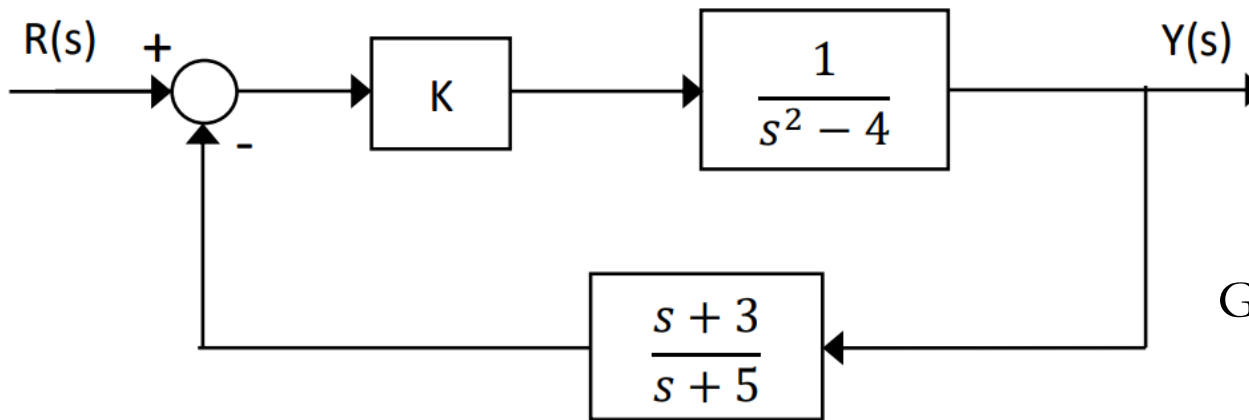 R(s)
+
-
K
1
s² − 4
Y(s)
s + 3
s + 5
G